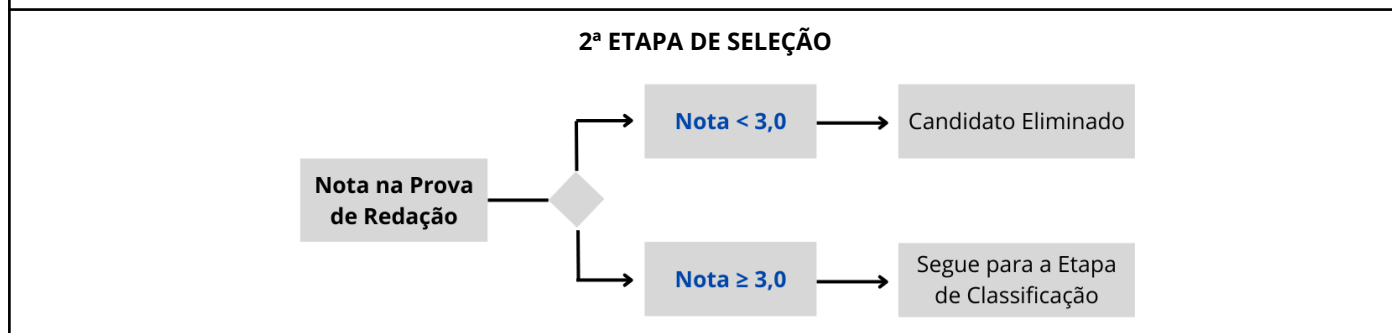 2ª ETAPA DE SELEÇÃO
Nota na Prova
de Redação
Nota < 3,0
Candidato Eliminado
Nota ≥ 3,0
Segue para a Etapa
de Classificação